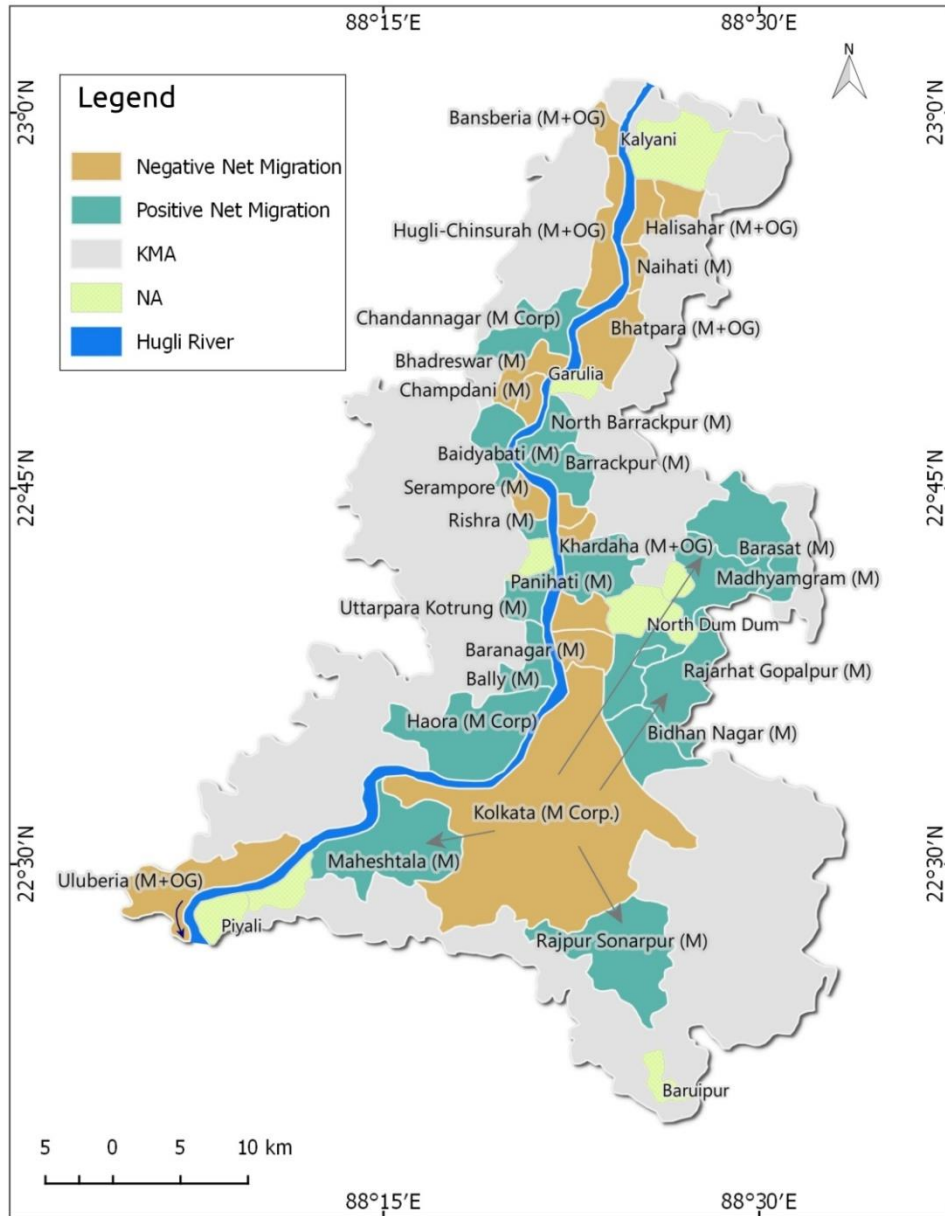 88°15′E
88°30′E
N
23°0′N
23°0′N
Legend
Negative Net Migration
Positive Net Migration
KMA
NA
Hugli River
Bansberia (M+OG)
Kalyani
Hugli-Chinsurah (M+OG)
Halisahar (M+OG)
Naihati (M)
Chandannagar (M Corp)
Bhatpara (M+OG)
Bhadreswar (M)
Garulia
Champdani (M)
North Barrackpur (M)
Baidyabati (M)
Barrackpur (M)
22°45′N
22°45′N
Serampore (M)
Rishra (M)
Khardaha (M+OG)
Barasat (M)
Panihati (M)
Madhyamgram (M)
Uttarpara Kotrung (M)
North Dum Dum
Baranagar (M)
Rajarhat Gopalpur (M)
Bally (M)
Haora (M Corp)
Bidhan Nagar (M)
Kolkata (M Corp.)
22°30′N
22°30′N
Maheshtala (M)
Uluberia (M+OG)
Piyali
Rajpur Sonarpur (M)
Baruipur
5 0 5 10 km
88°15′E
88°30′E